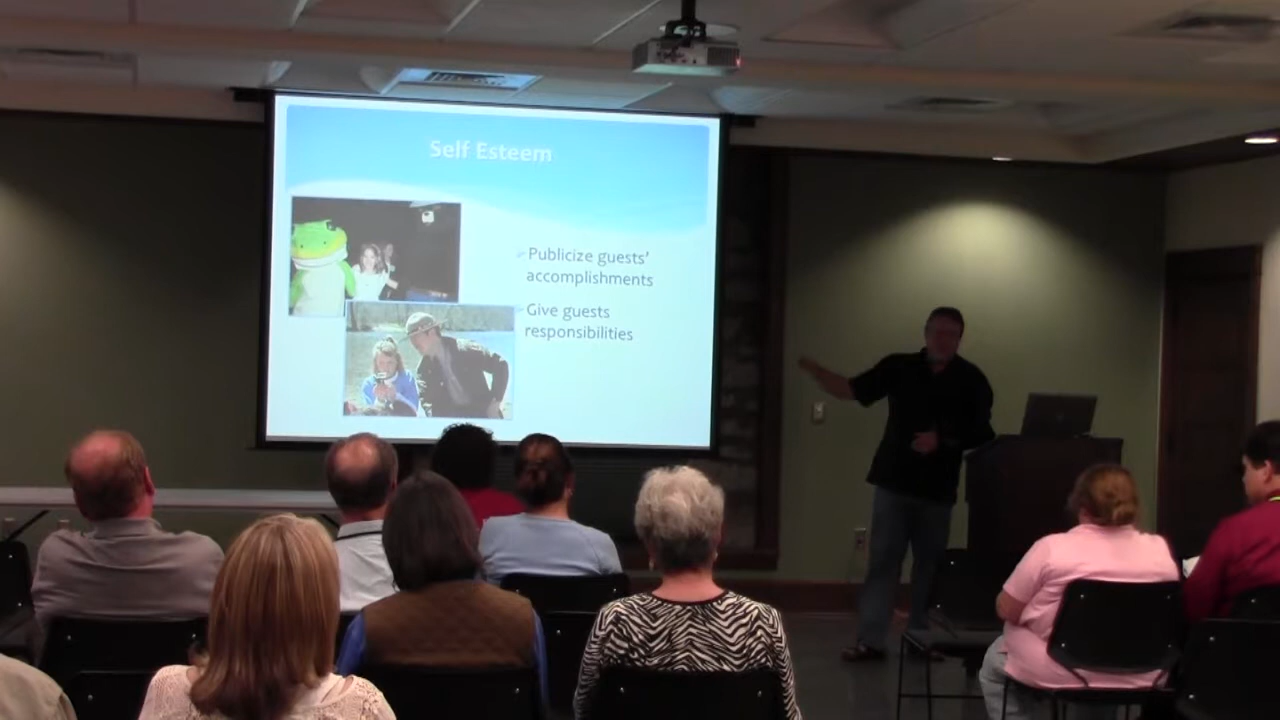 Self Esteem
Publicize guests'
accomplishments
Give guests
responsibilities